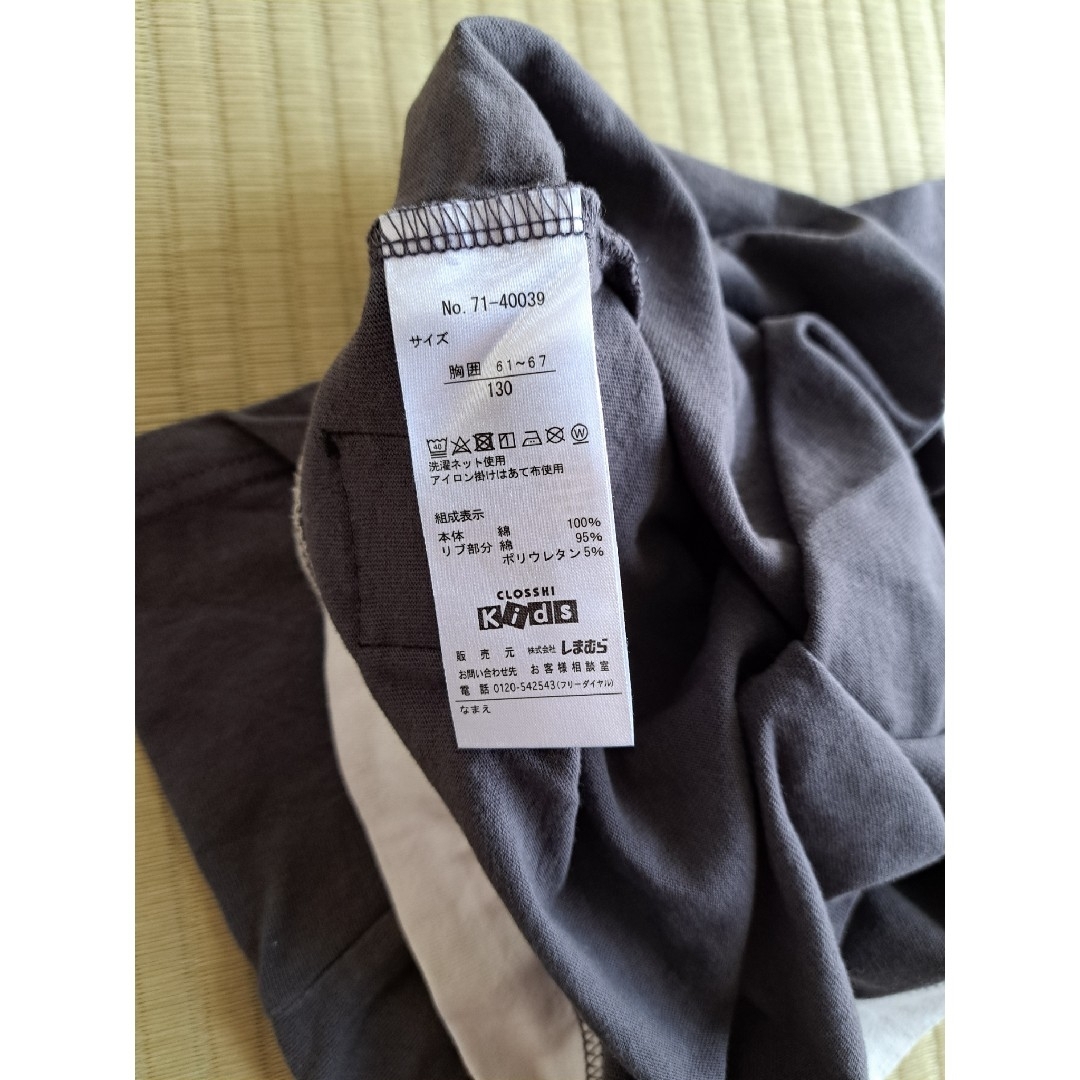 No. 71-40039
サイズ
胸囲 61~67
130
40 W
洗濯ネット使用
アイロン掛けはあて布使用
組成表示
本体 綿 100%
リブ部分 綿 95%
ポリウレタン 5%
CLOSSHI
Kids
販売元 株式会社 しまむら
お問い合わせ先 お客様相談室
電話 0120-542543(フリーダイヤル)
なまえ